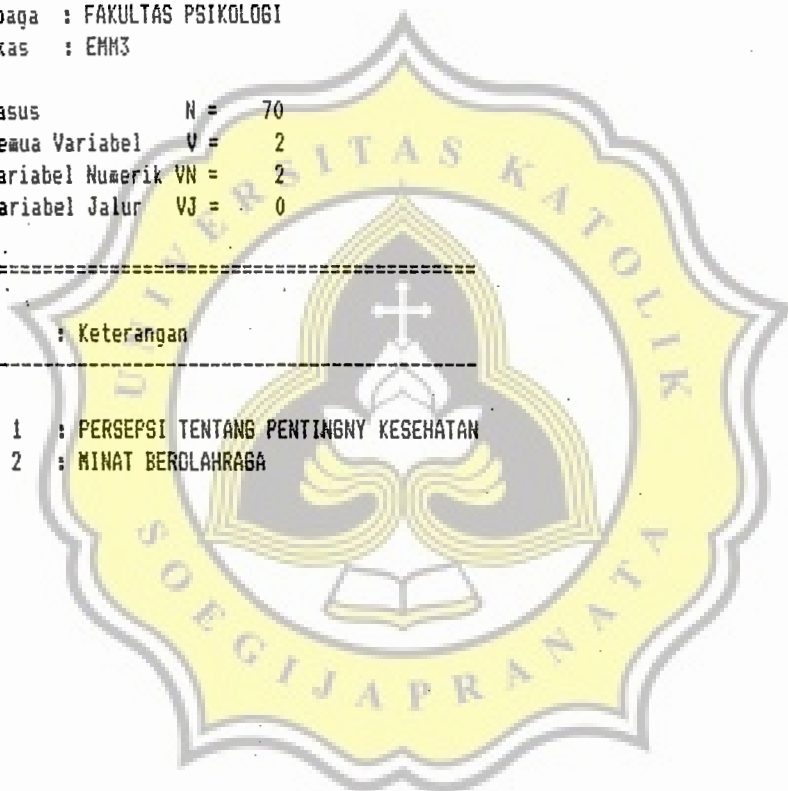 baga : FAKULTAS PSIKOLOGI
kas : EMM3
asus N = 70
emua Variabel V = 2
ariabel Numerik VN = 2
ariabel Jalur VJ = 0
: Keterangan
1 : PERSEPSI TENTANG PENTINGNY KESEHATAN
2 : MINAT BEROLAHRAGA
UNIVERSITAS KATOLIK
SOEGIJAPRANATA